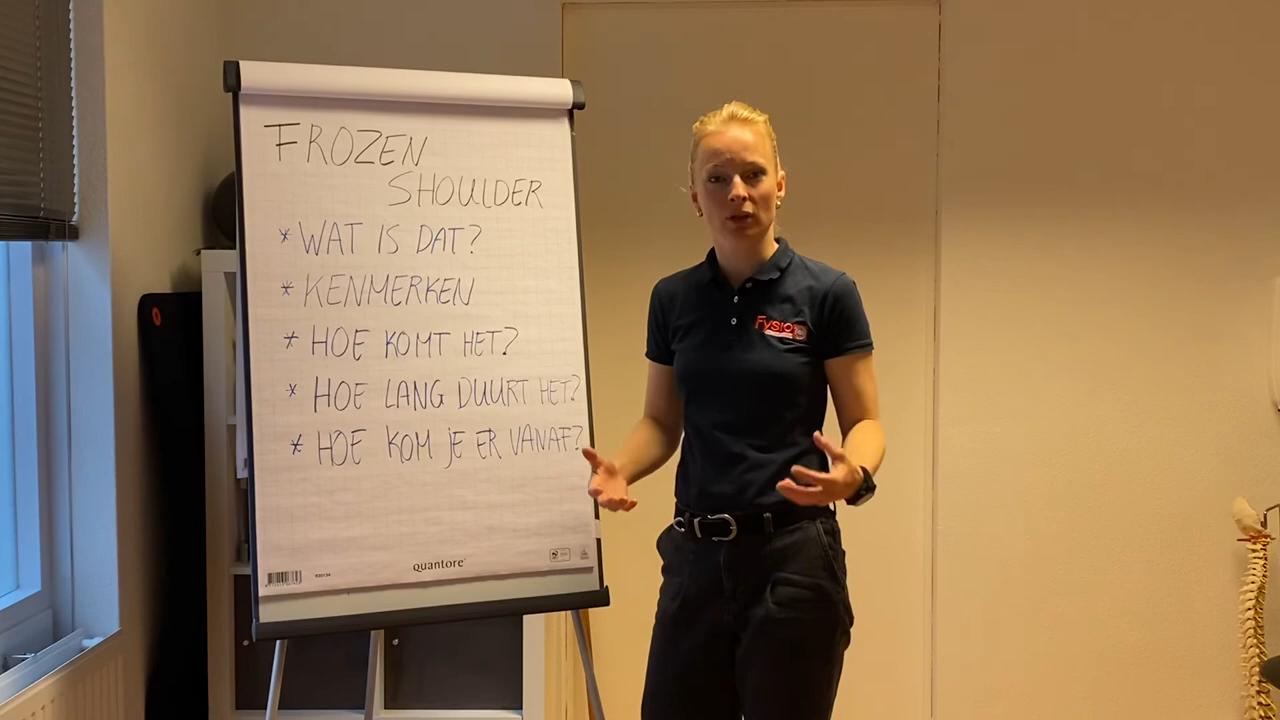 FROZEN
SHOULDER
* WAT IS DAT?
* KENMERKEN
* HOE KOMT HET?
* HOE LANG DUURT HET?
* HOE KOM JE ER VANAF?
quantore
Fysio